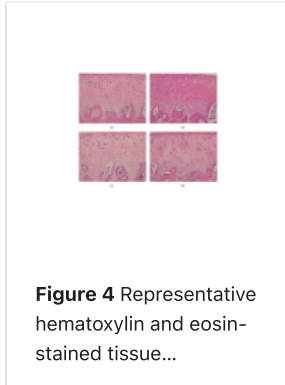 Figure 4 Representative
hematoxylin and eosin-
stained tissue...